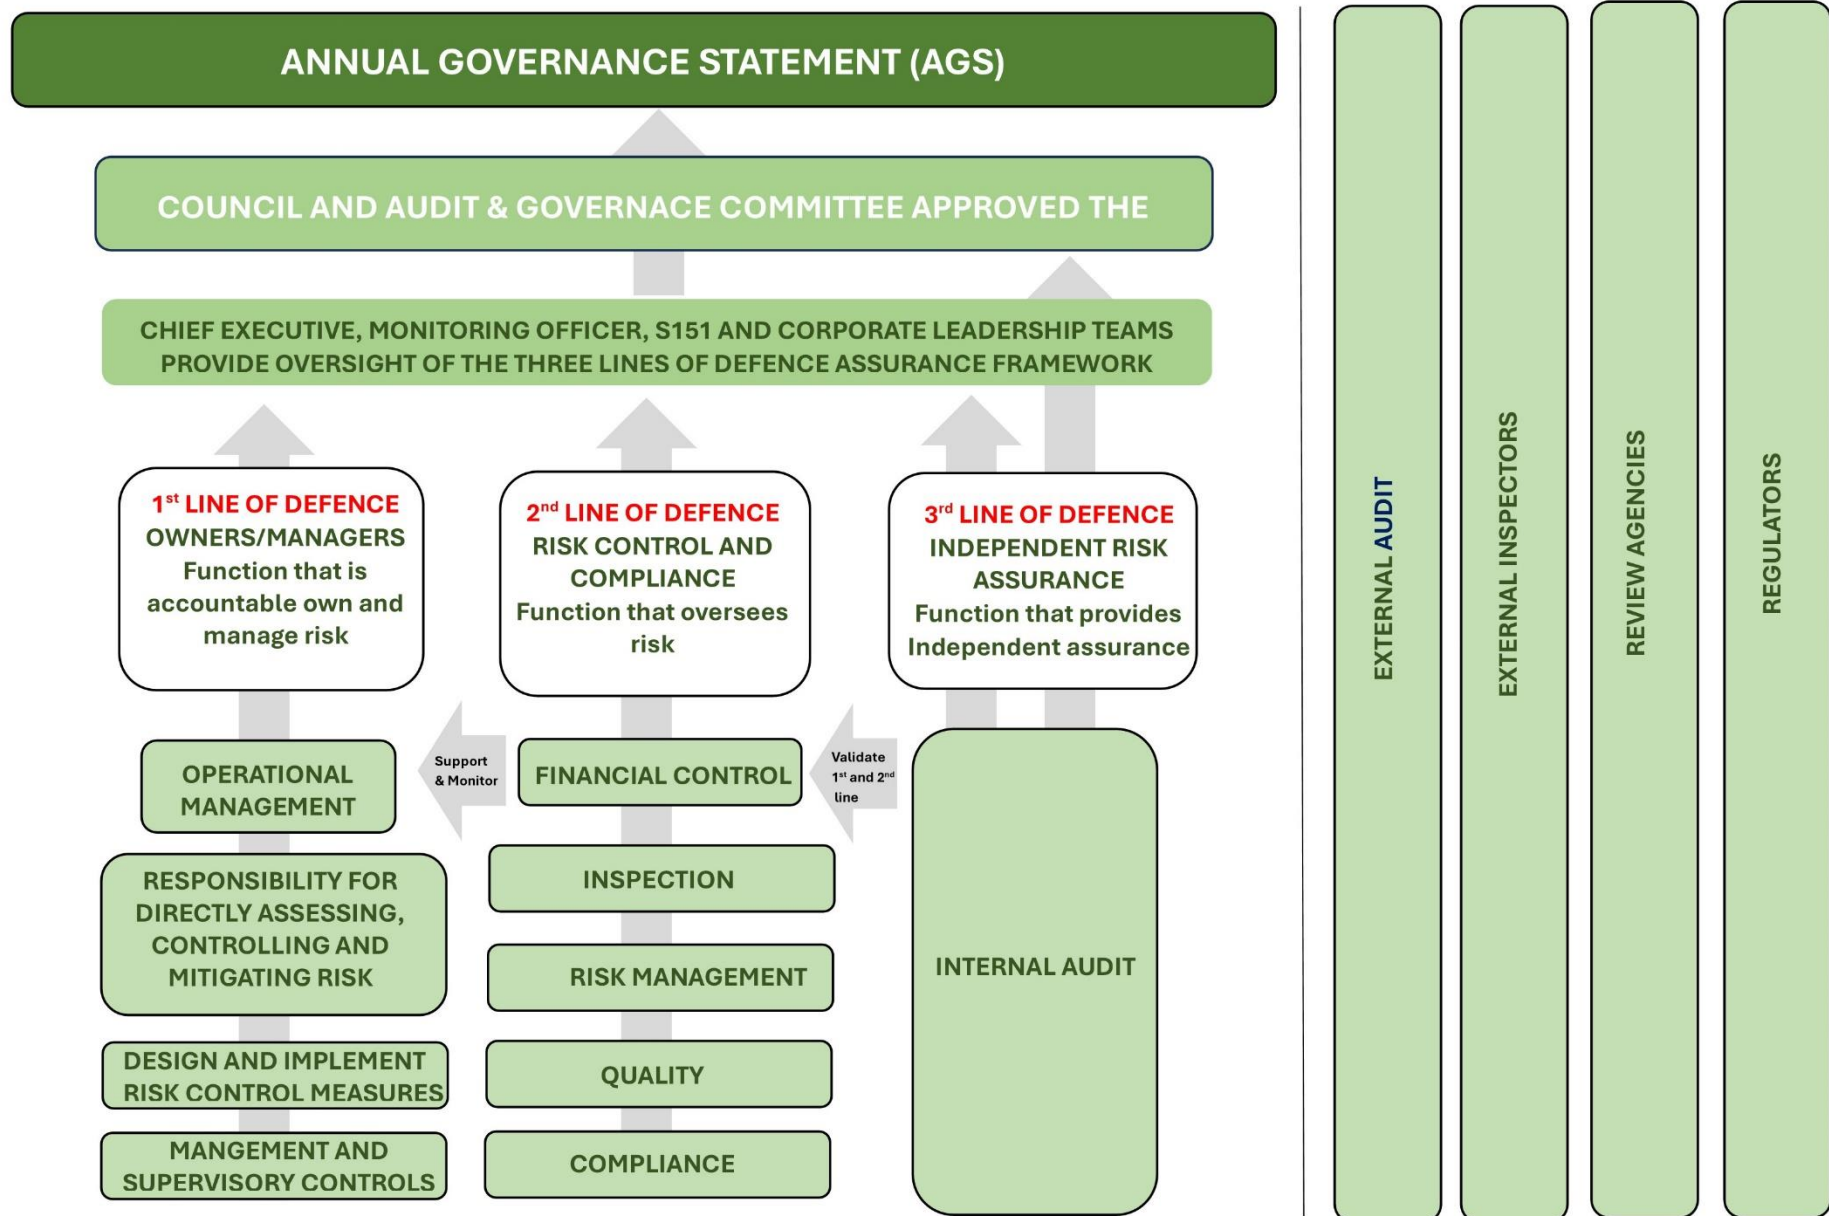 ANNUAL GOVERNANCE STATEMENT (AGS)
COUNCIL AND AUDIT & GOVERNACE COMMITTEE APPROVED THE
CHIEF EXECUTIVE, MONITORING OFFICER, S151 AND CORPORATE LEADERSHIP TEAMS
PROVIDE OVERSIGHT OF THE THREE LINES OF DEFENCE ASSURANCE FRAMEWORK
1st LINE OF DEFENCE
OWNERS/MANAGERS
Function that is
accountable own and
manage risk
2nd LINE OF DEFENCE
RISK CONTROL AND
COMPLIANCE
Function that oversees
risk
3rd LINE OF DEFENCE
INDEPENDENT RISK
ASSURANCE
Function that provides
Independent assurance
OPERATIONAL
MANAGEMENT
Support
& Monitor
FINANCIAL CONTROL
Validate
1st and 2nd
line
RESPONSIBILITY FOR
DIRECTLY ASSESSING,
CONTROLLING AND
MITIGATING RISK
INSPECTION
RISK MANAGEMENT
INTERNAL AUDIT
DESIGN AND IMPLEMENT
RISK CONTROL MEASURES
QUALITY
MANGEMENT AND
SUPERVISORY CONTROLS
COMPLIANCE
EXTERNAL AUDIT
EXTERNAL INSPECTORS
REVIEW AGENCIES
REGULATORS